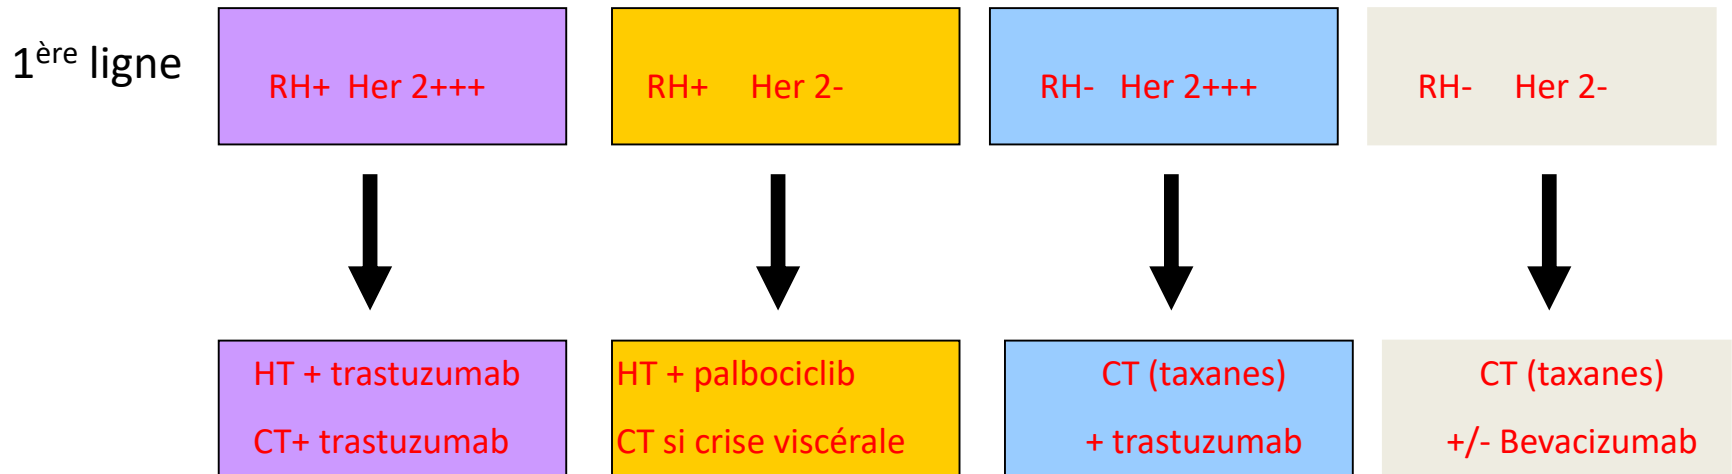 1ère ligne
RH+ Her 2+++
RH+ Her 2-
RH- Her 2+++
RH- Her 2-
HT + trastuzumab
CT+ trastuzumab
HT + palbociclib
CT si crise viscérale
CT (taxanes)
+ trastuzumab
CT (taxanes)
+/- Bevacizumab